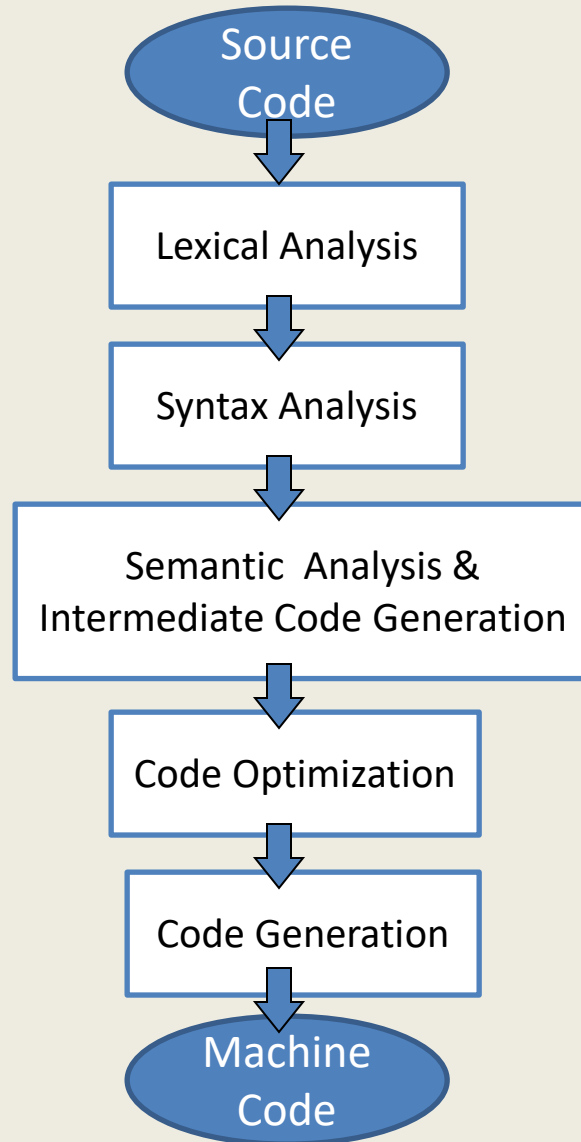 Source
Code
Lexical Analysis
Syntax Analysis
Semantic  Analysis &
Intermediate Code Generation
Code Optimization
Code Generation
Machine
Code